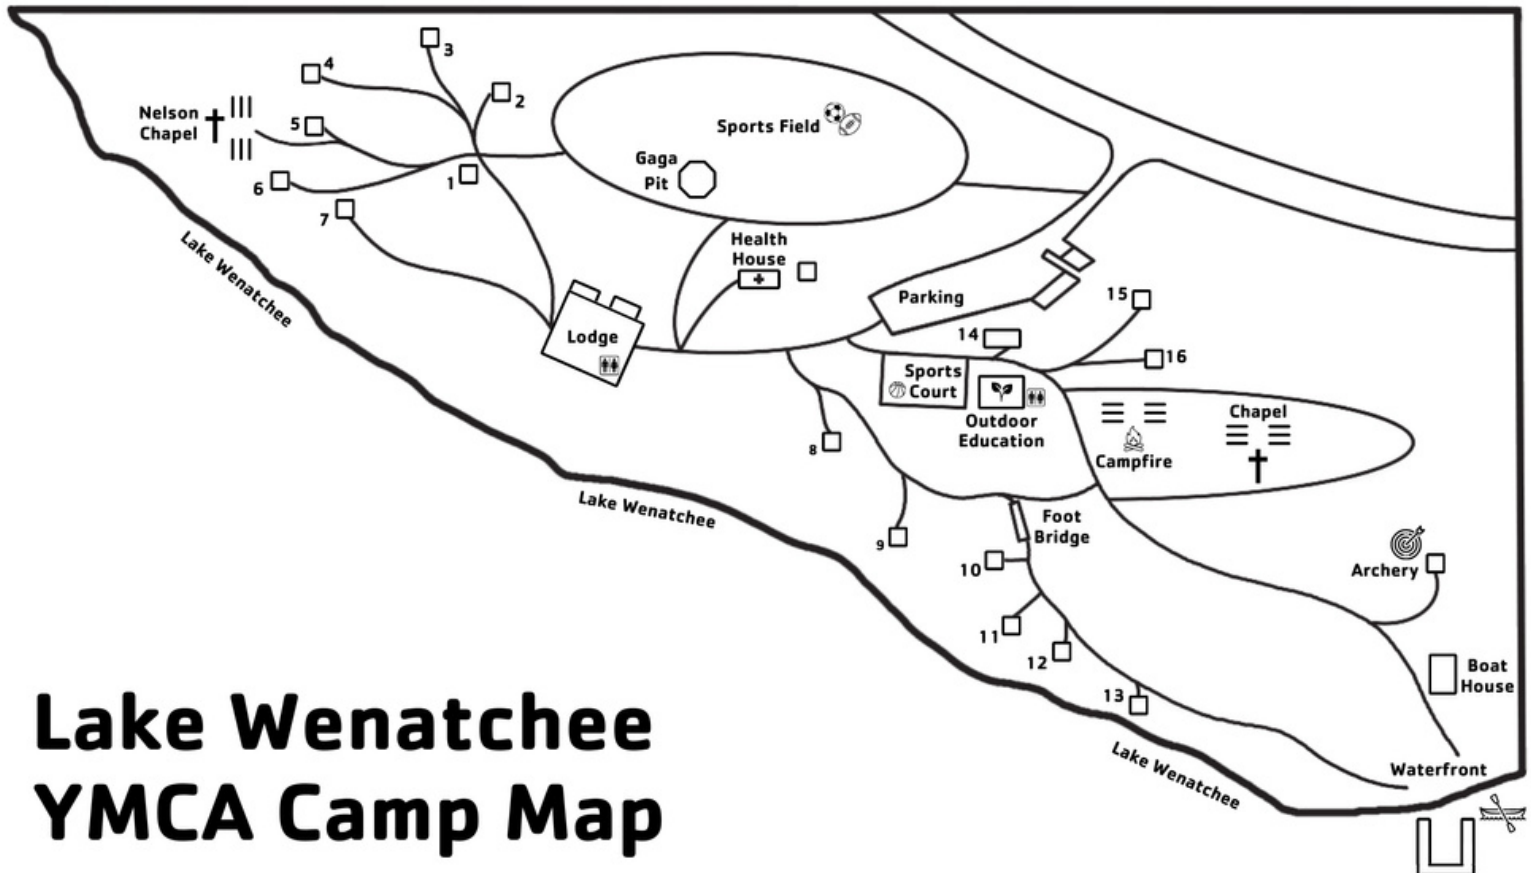 3
4
2
Nelson
Chapel
5
Sports Field
Gaga
Pit
6
1
7
Lake Wenatchee
Health
House
Parking
15
Lodge
14
16
Sports
Court
Outdoor
Education
Chapel
Campfire
8
Lake Wenatchee
9
Foot
Bridge
10
Archery
11
12
Boat
House
13
Lake Wenatchee
Waterfront
Lake Wenatchee
YMCA Camp Map